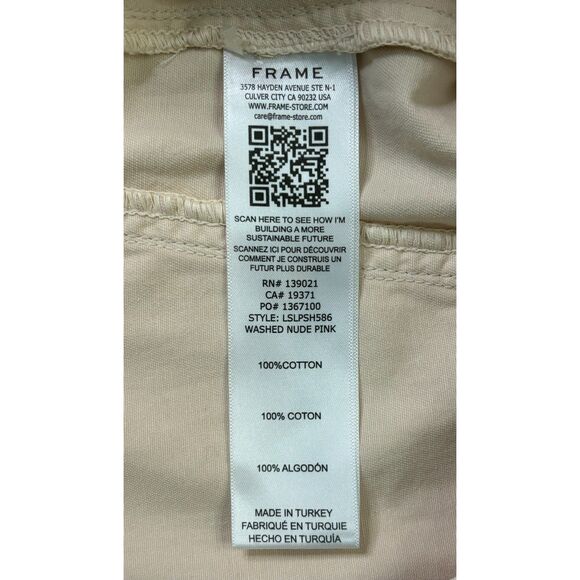 FRAME
3578 HAYDEN AVENUE STE N-1
CULVER CITY CA 90232 USA
WWW.FRAME-STORE.COM
care@frame-store.com
SCAN HERE TO SEE HOW I'M
BUILDING A MORE
SUSTAINABLE FUTURE
SCANNEZ ICI POUR DÉCOUVRIR
COMMENT JE CONSTRUIS UN
FUTUR PLUS DURABLE
RN# 139021
CA# 19371
PO# 1367100
STYLE: LSLPSH586
WASHED NUDE PINK
100%COTTON
100% COTON
100% ALGODÓN
MADE IN TURKEY
FABRIQUÉ EN TURQUIE
HECHO EN TURQUÍA